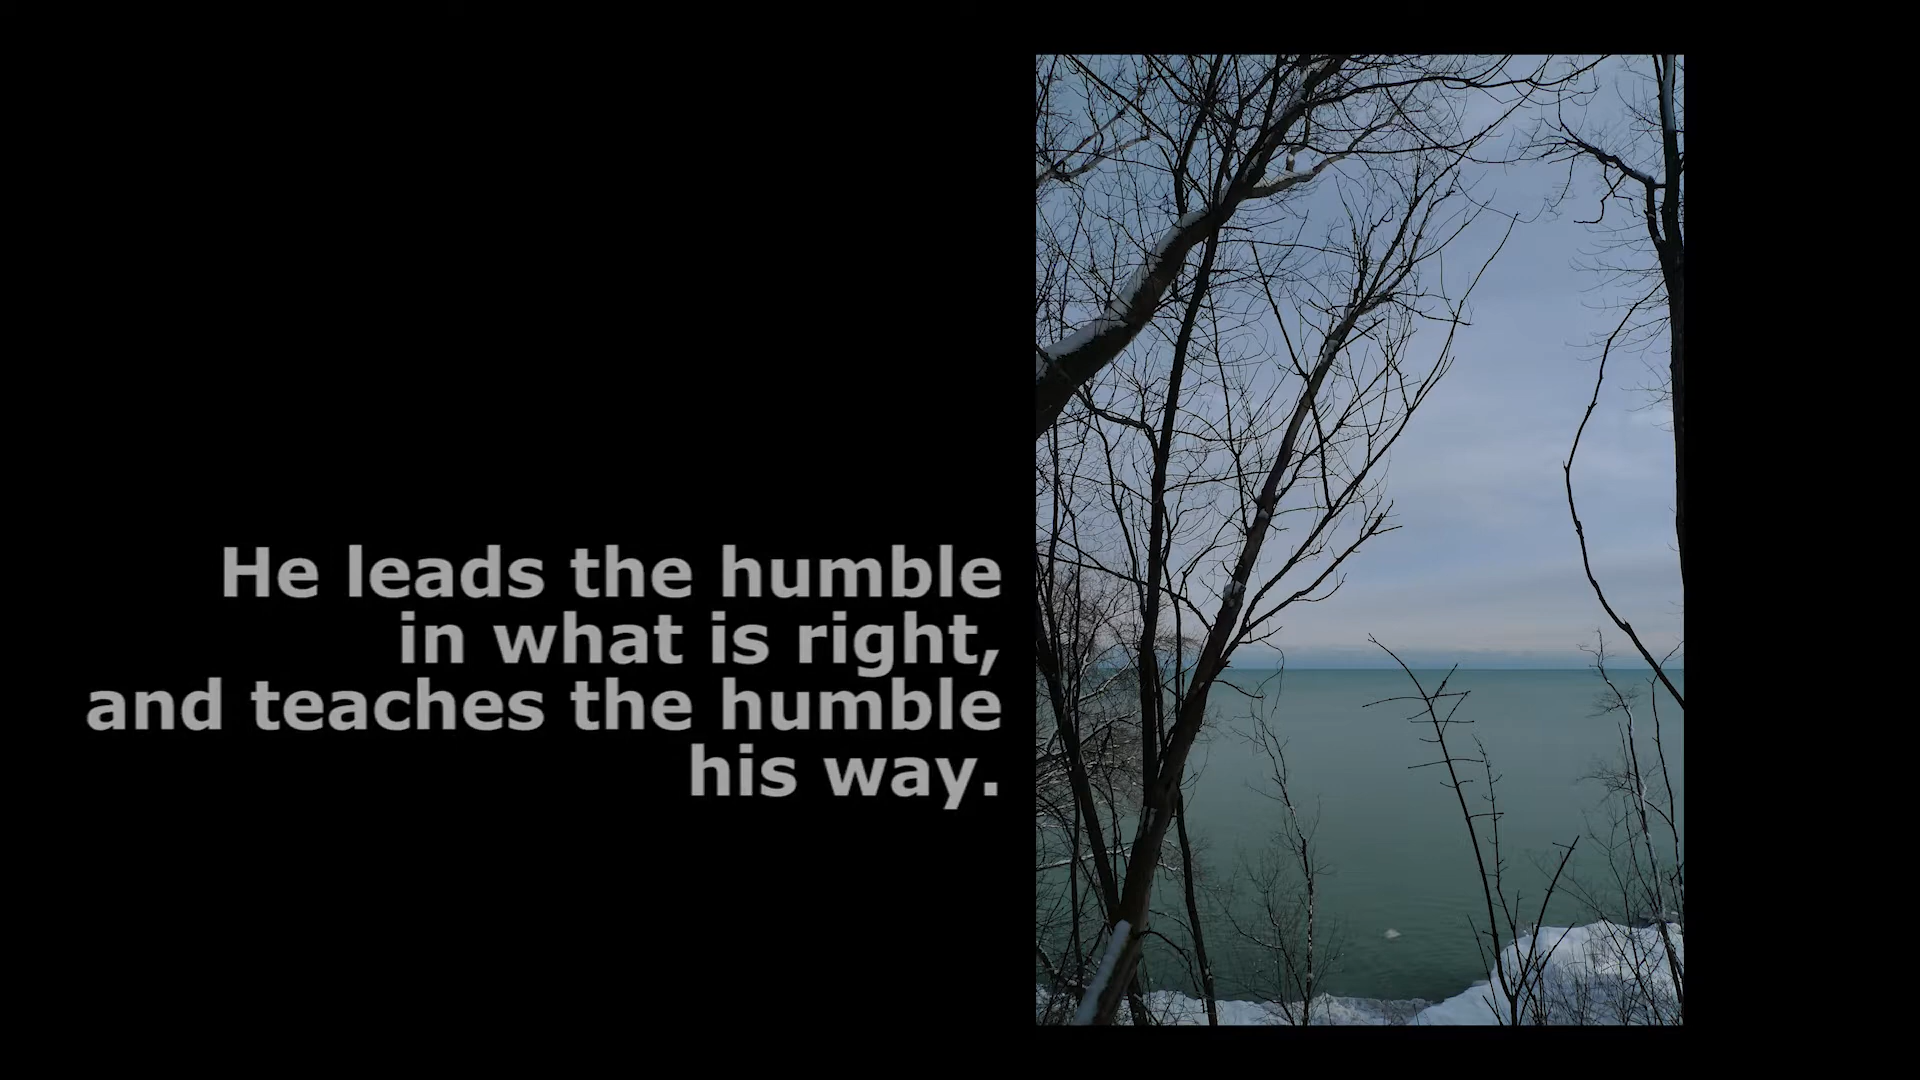 He leads the humble
in what is right,
and teaches the humble
his way.